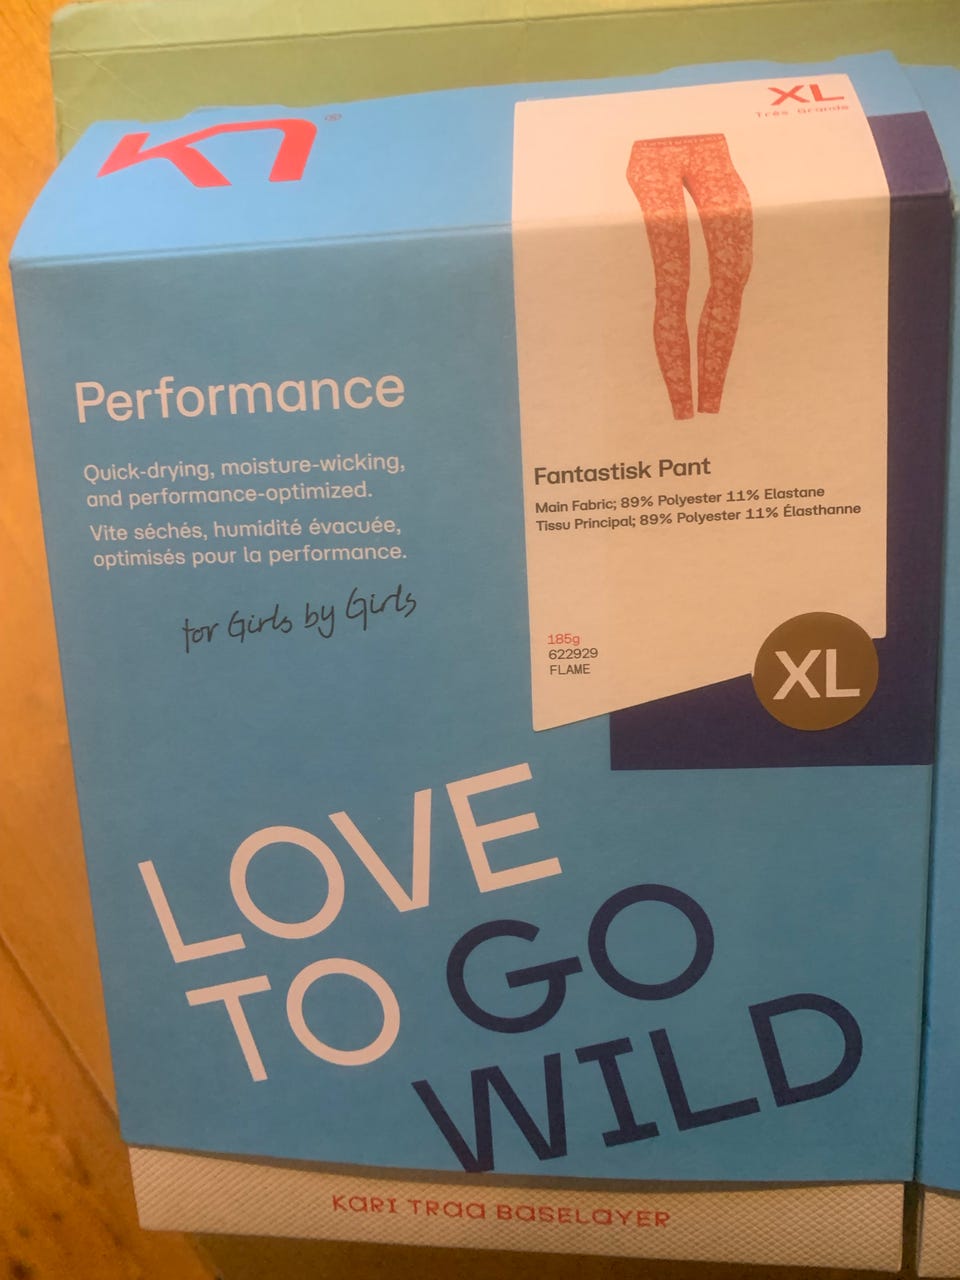 ®
XL
Très Grande
Performance
Quick-drying, moisture-wicking,
and performance-optimized.
Vite séchés, humidité évacuée,
optimisés pour la performance.
for Girls by Girls
Fantastisk Pant
Main Fabric; 89% Polyester 11% Elastane
Tissu Principal; 89% Polyester 11% Élasthanne
185g
622929
FLAME
XL
LOVE
TO GO
WILD
KARI TRAA BASELAYER